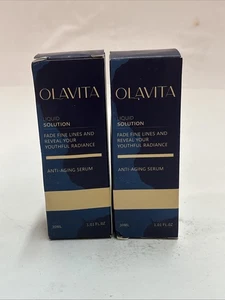 OLAVITA
LIQUID
SOLUTION
FADE FINE LINES AND
REVEAL YOUR
YOUTHFUL RADIANCE
ANTI-AGING SERUM
OLAVITA
LIQUID
SOLUTION
FADE FINE LINES AND
REVEAL YOUR
YOUTHFUL RADIANCE
ANTI-AGING SERUM